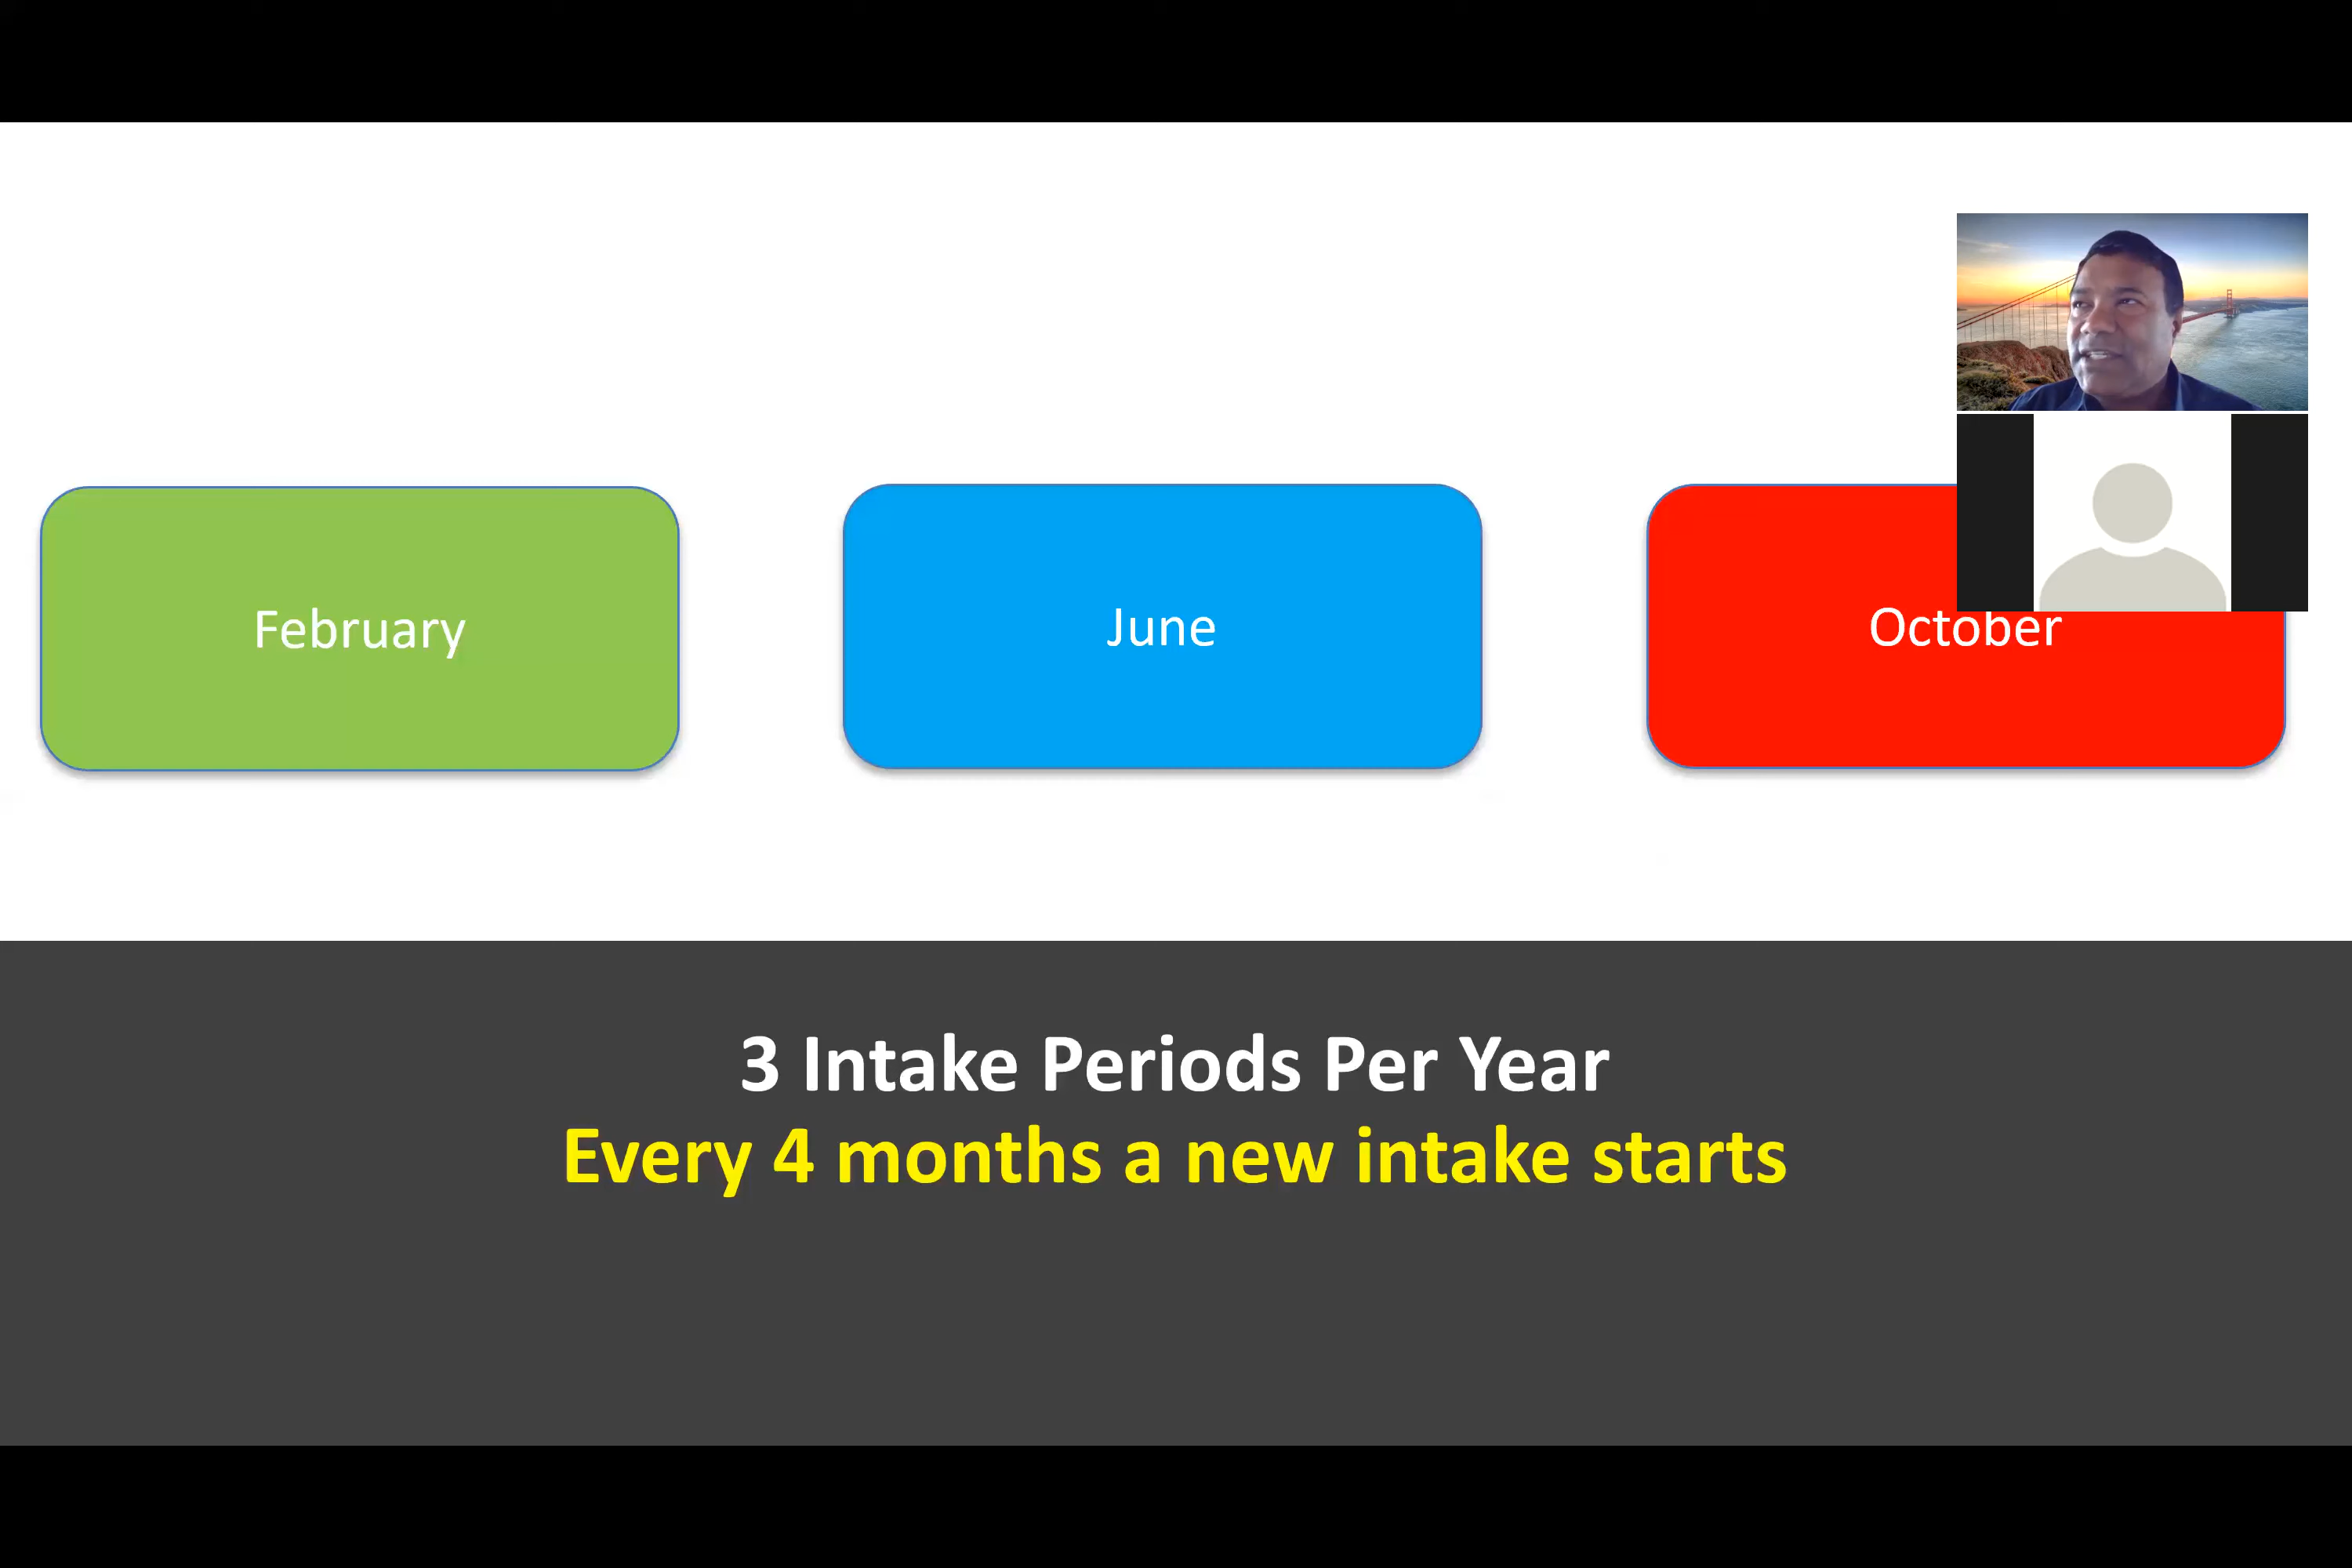 February
June
October
3 Intake Periods Per Year
Every 4 months a new intake starts